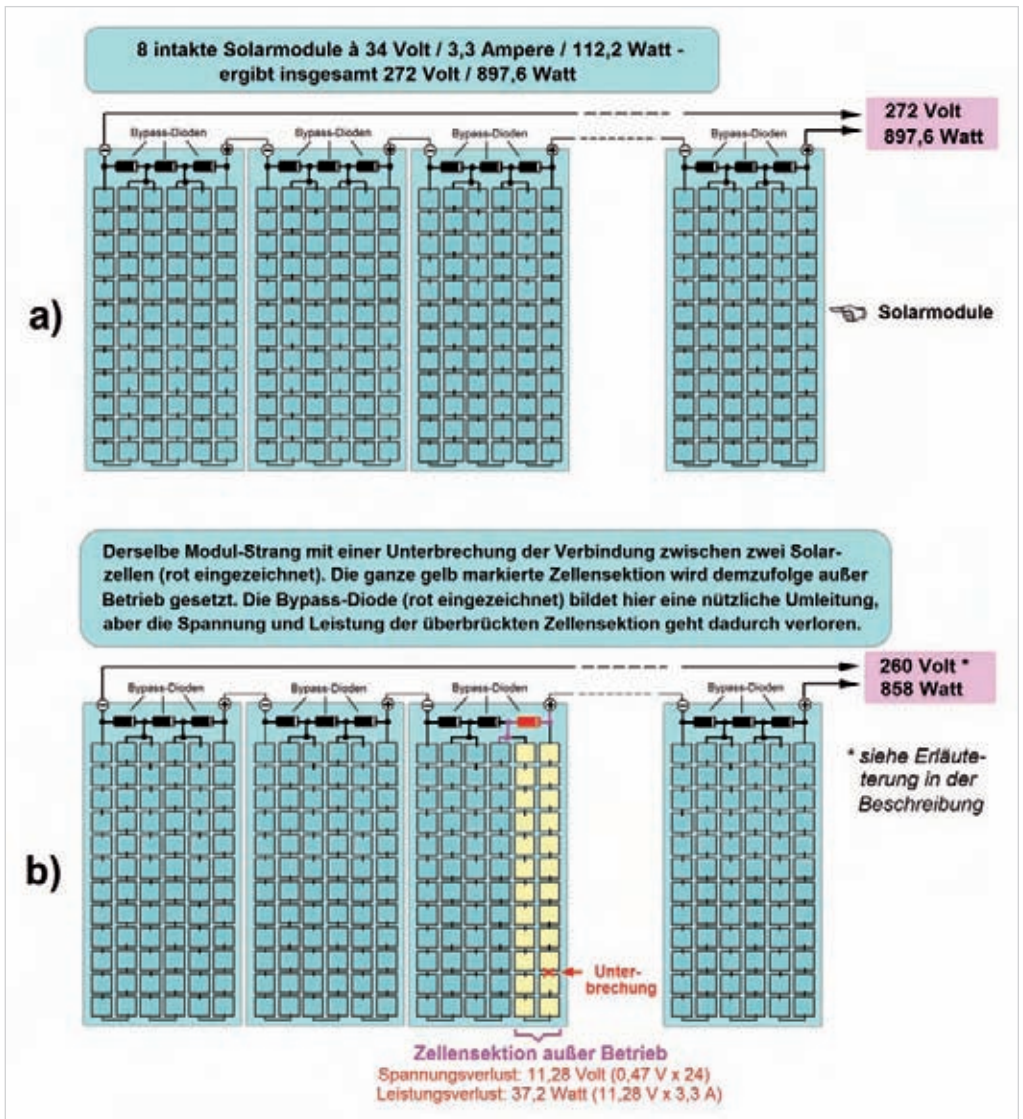 8 intakte Solarmodule à 34 Volt / 3,3 Ampere / 112,2 Watt -
ergibt insgesamt 272 Volt / 897,6 Watt
272 Volt
897,6 Watt
Bypass-Dioden
Bypass-Dioden
Bypass-Dioden
Bypass-Dioden
a)
Solarmodule
Derselbe Modul-Strang mit einer Unterbrechung der Verbindung zwischen zwei Solar-
zellen (rot eingezeichnet). Die ganze gelb markierte Zellensektion wird demzufolge außer
Betrieb gesetzt. Die Bypass-Diode (rot eingezeichnet) bildet hier eine nützliche Umleitung,
aber die Spannung und Leistung der überbrückten Zellensektion geht dadurch verloren.
260 Volt *
858 Watt
Bypass-Dioden
Bypass-Dioden
Bypass-Dioden
Bypass-Dioden
* siehe Erläute-
terung in der
Beschreibung
b)
Unter-
brechung
Zellensektion außer Betrieb
Spannungsverlust: 11,28 Volt (0,47 V x 24)
Leistungsverlust: 37,2 Watt (11,28 V x 3,3 A)